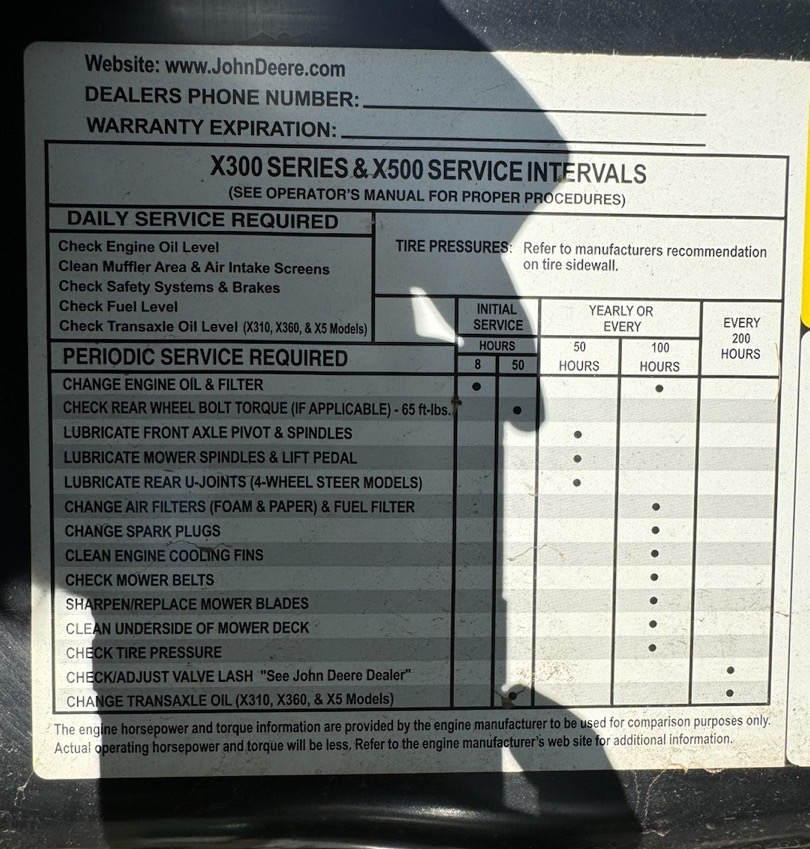 Website: www.JohnDeere.com
DEALERS PHONE NUMBER:
WARRANTY EXPIRATION:
X300 SERIES & X500 SERVICE INTERVALS
(SEE OPERATOR'S MANUAL FOR PROPER PROCEDURES)
DAILY SERVICE REQUIRED
Check Engine Oil Level
Clean Muffler Area & Air Intake Screens
Check Safety Systems & Brakes
Check Fuel Level
Check Transaxle Oil Level (X310, X360, & X5 Models)
TIRE PRESSURES: Refer to manufacturers recommendation
on tire sidewall.
INITIAL
SERVICE
HOURS
8 50
YEARLY OR
EVERY
50
HOURS
100
HOURS
EVERY
200
HOURS
PERIODIC SERVICE REQUIRED
CHANGE ENGINE OIL & FILTER • •
CHECK REAR WHEEL BOLT TORQUE (IF APPLICABLE) - 65 ft-lbs. •
LUBRICATE FRONT AXLE PIVOT & SPINDLES •
LUBRICATE MOWER SPINDLES & LIFT PEDAL •
LUBRICATE REAR U-JOINTS (4-WHEEL STEER MODELS) •
CHANGE AIR FILTERS (FOAM & PAPER) & FUEL FILTER •
CHANGE SPARK PLUGS •
CLEAN ENGINE COOLING FINS •
CHECK MOWER BELTS •
SHARPEN/REPLACE MOWER BLADES •
CLEAN UNDERSIDE OF MOWER DECK •
CHECK TIRE PRESSURE •
CHECK/ADJUST VALVE LASH "See John Deere Dealer" •
CHANGE TRANSAXLE OIL (X310, X360, & X5 Models) • •
The engine horsepower and torque information are provided by the engine manufacturer to be used for comparison purposes only.
Actual operating horsepower and torque will be less. Refer to the engine manufacturer's web site for additional information.